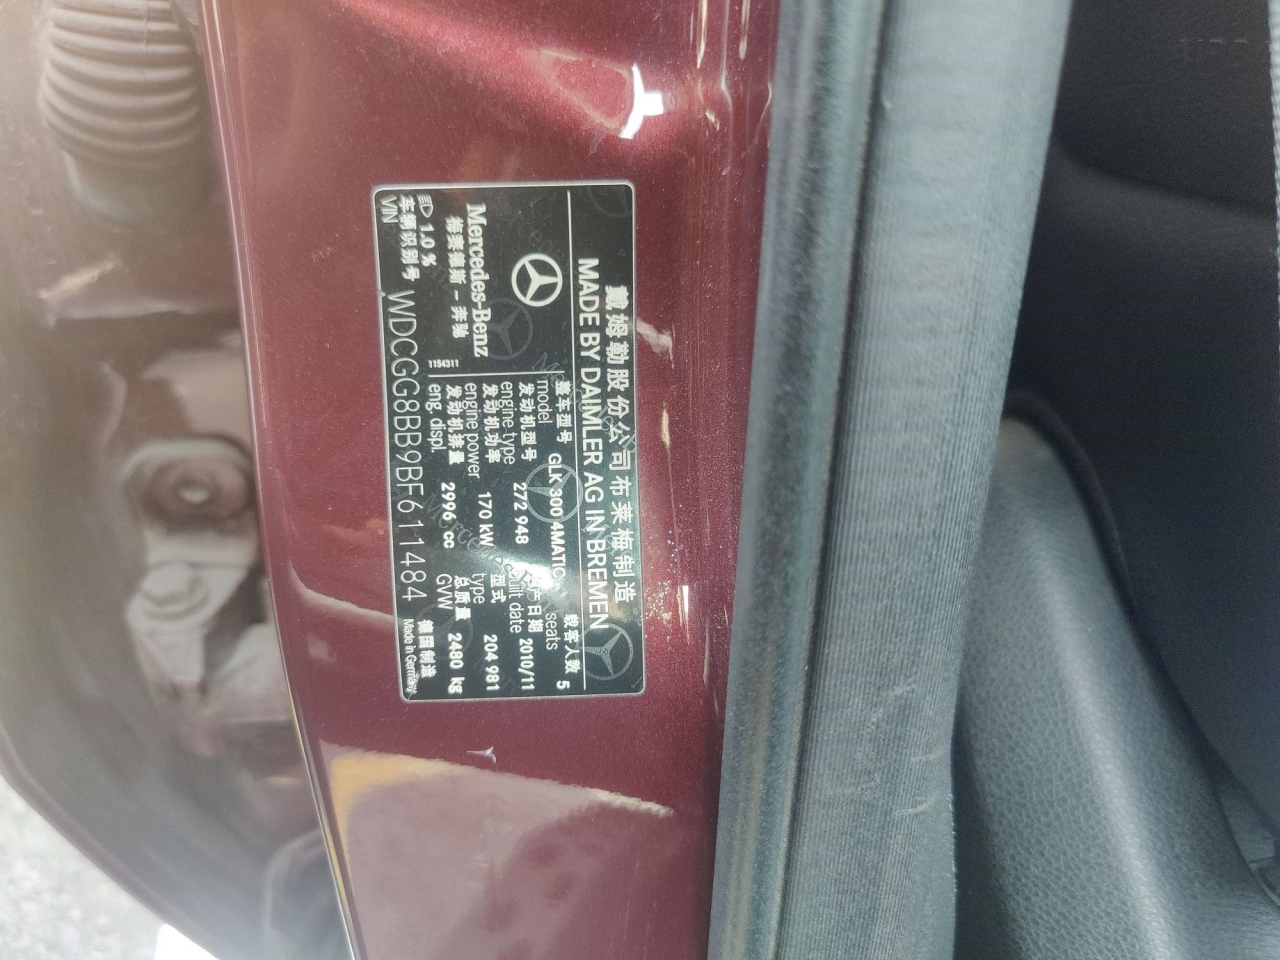 戴姆勒股份公司布莱梅制造
MADE BY DAIMLER AG IN BREMEN
Mercedes-Benz
梅赛德斯-奔驰
1.0 %
1154311
整车型号
model
GLK 300 4MATIC
载客人数
seats
5
发动机型号
engine type
272 948
产日期
built date
2010/11
发动机功率
engine power
170 kW
型式
type
204 981
发动机排量
eng. displ.
2996 cc
总质量
GVW
2480 kg
车辆识别号
VIN
WDCGG8BB9BF611484
德国制造
Made in Germany